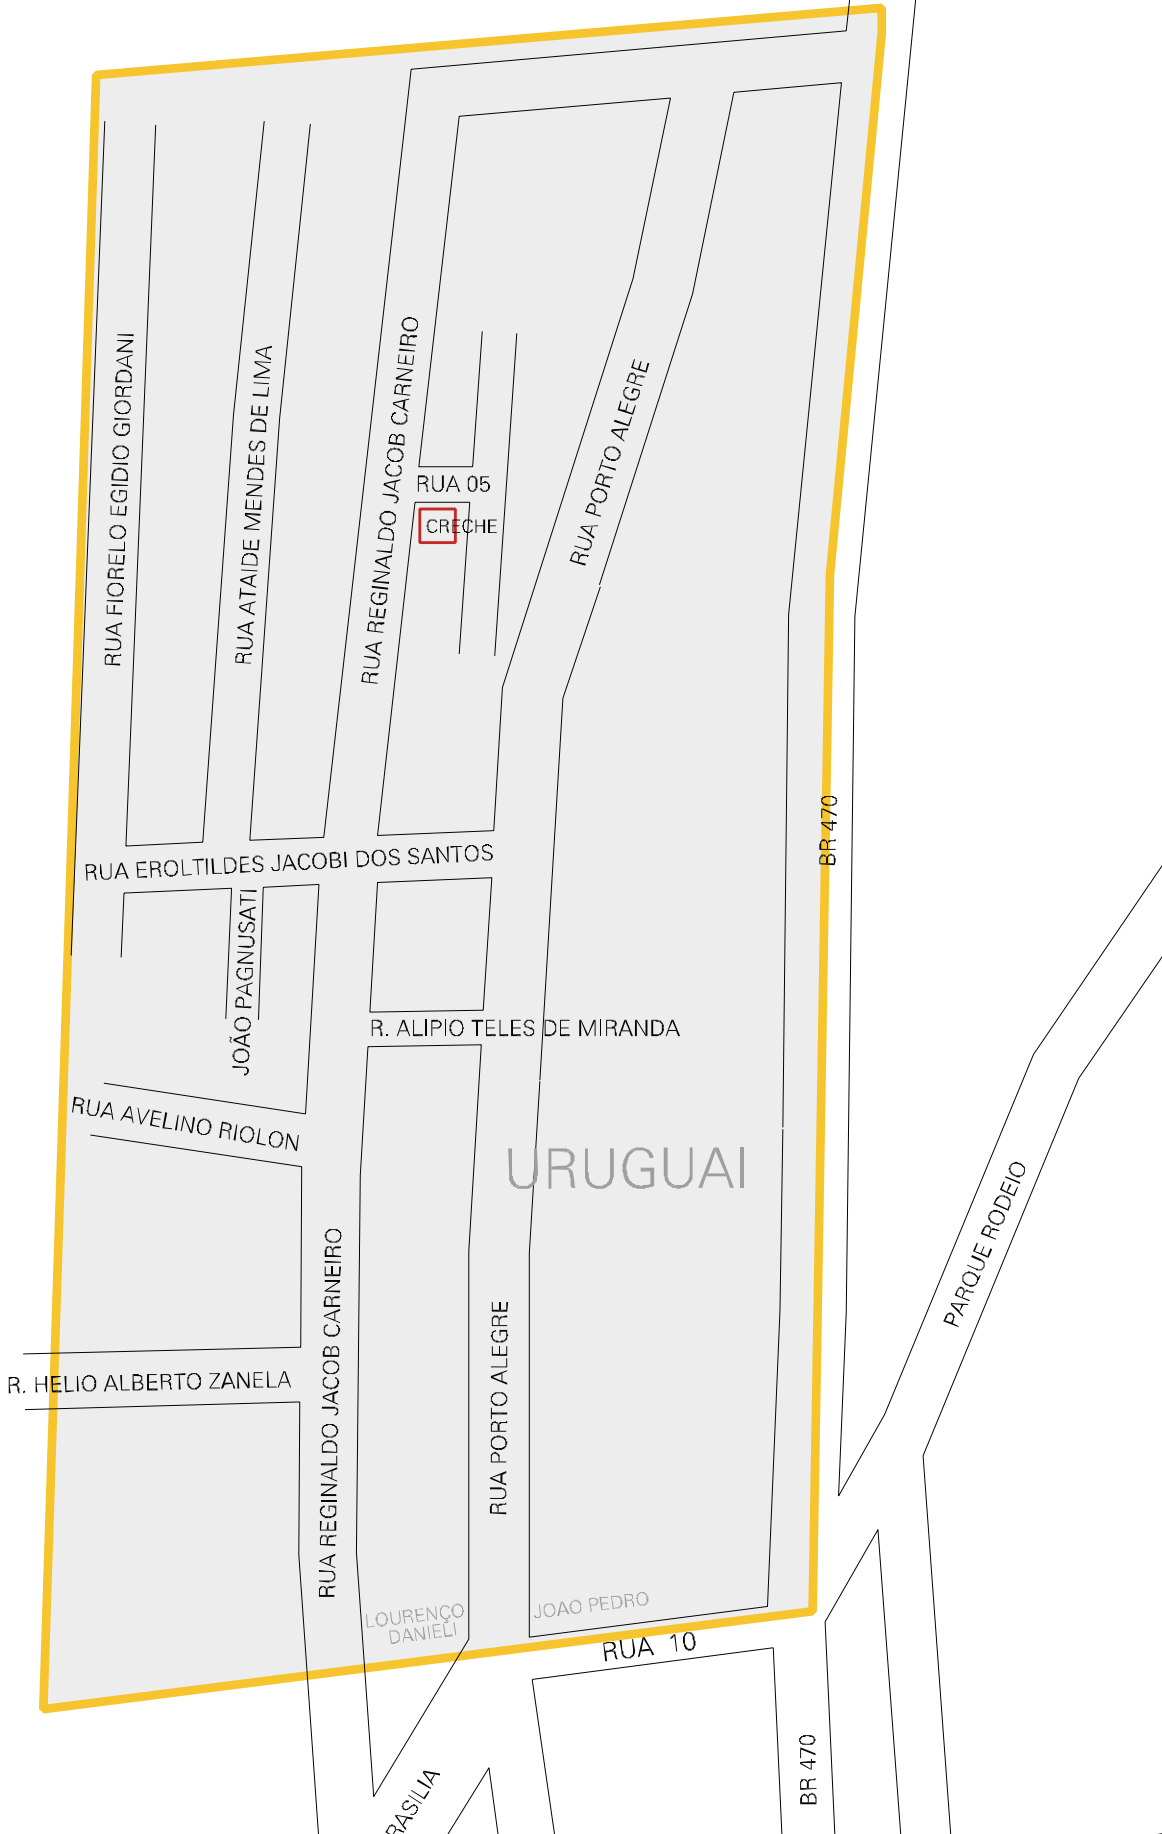 RUA FIORELO EGIDIO GIORDANI
RUA ATAIDE MENDES DE LIMA
RUA REGINALDO JACOB CARNEIRO
RUA PORTO ALEGRE
RUA 05
CRECHE
BR 470
RUA EROLTILDES JACOBI DOS SANTOS
JOÃO PAGNUSATI
R. ALIPIO TELES DE MIRANDA
RUA AVELINO RIOLON
URUGUAI
PARQUE RODEIO
RUA REGINALDO JACOB CARNEIRO
RUA PORTO ALEGRE
R. HELIO ALBERTO ZANELA
LOURENÇO
DANIELI
JOAO PEDRO
RUA 10
BR 470
RASILIA